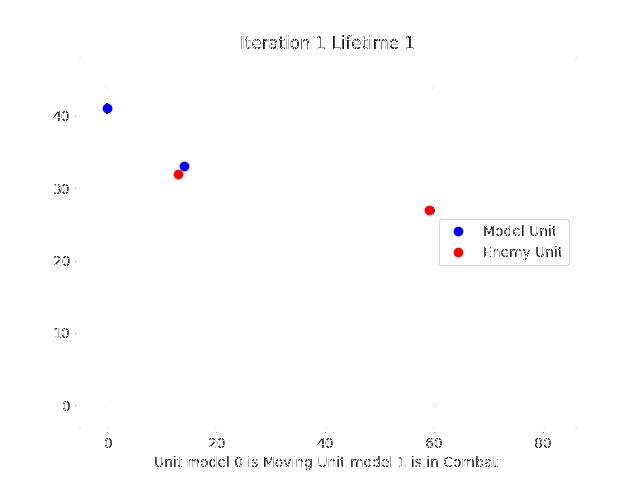 Iteration 1 Lifetime 1
40
30
20
10
0
Model Unit
Enemy Unit
0 20 40 60 80
Unit model 0 is Moving Unit model 1 is in Combat